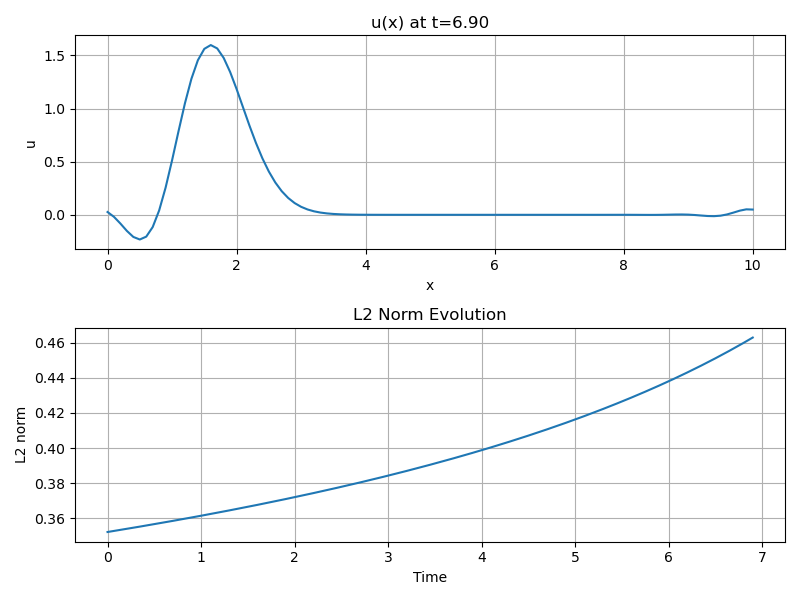 u(x) at t=6.90
u
1.5
1.0
0.5
0.0
0 2 4 6 8 10
x
L2 Norm Evolution
L2 norm
0.46
0.44
0.42
0.40
0.38
0.36
0 1 2 3 4 5 6 7
Time